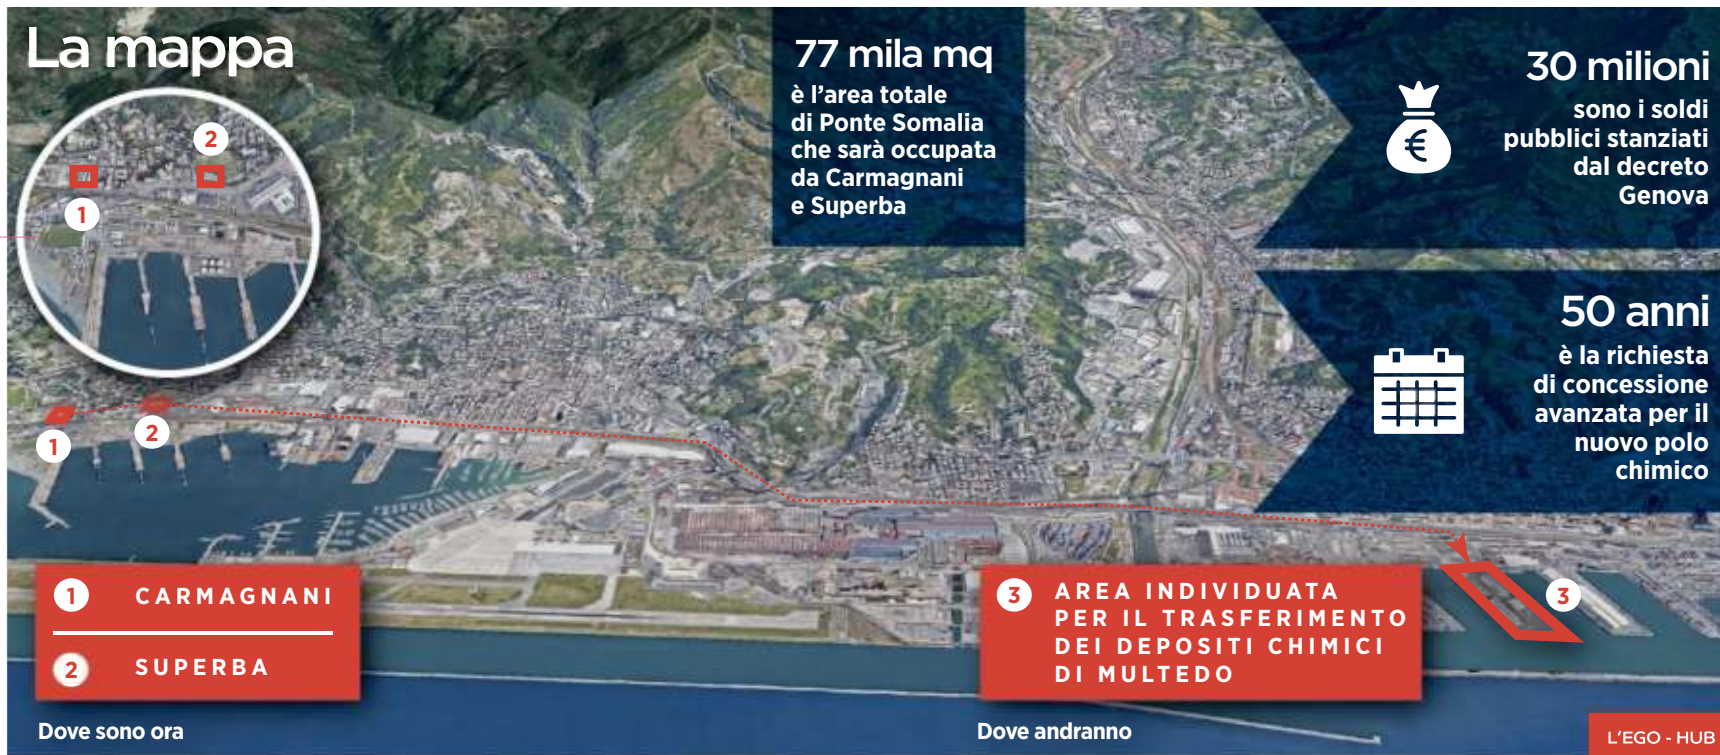 La mappa
2
1
77 mila mq
è l'area totale
di Ponte Somalia
che sarà occupata
da Carmagnani
e Superba
30 milioni
sono i soldi
pubblici stanziati
dal decreto
Genova
€
50 anni
è la richiesta
di concessione
avanzata per il
nuovo polo
chimico
1
2
3
1 CARMAGNANI
2 SUPERBA
Dove sono ora
3 AREA INDIVIDUATA
PER IL TRASFERIMENTO
DEI DEPOSITI CHIMICI
DI MULTEDO
Dove andranno
L'EGO - HUB